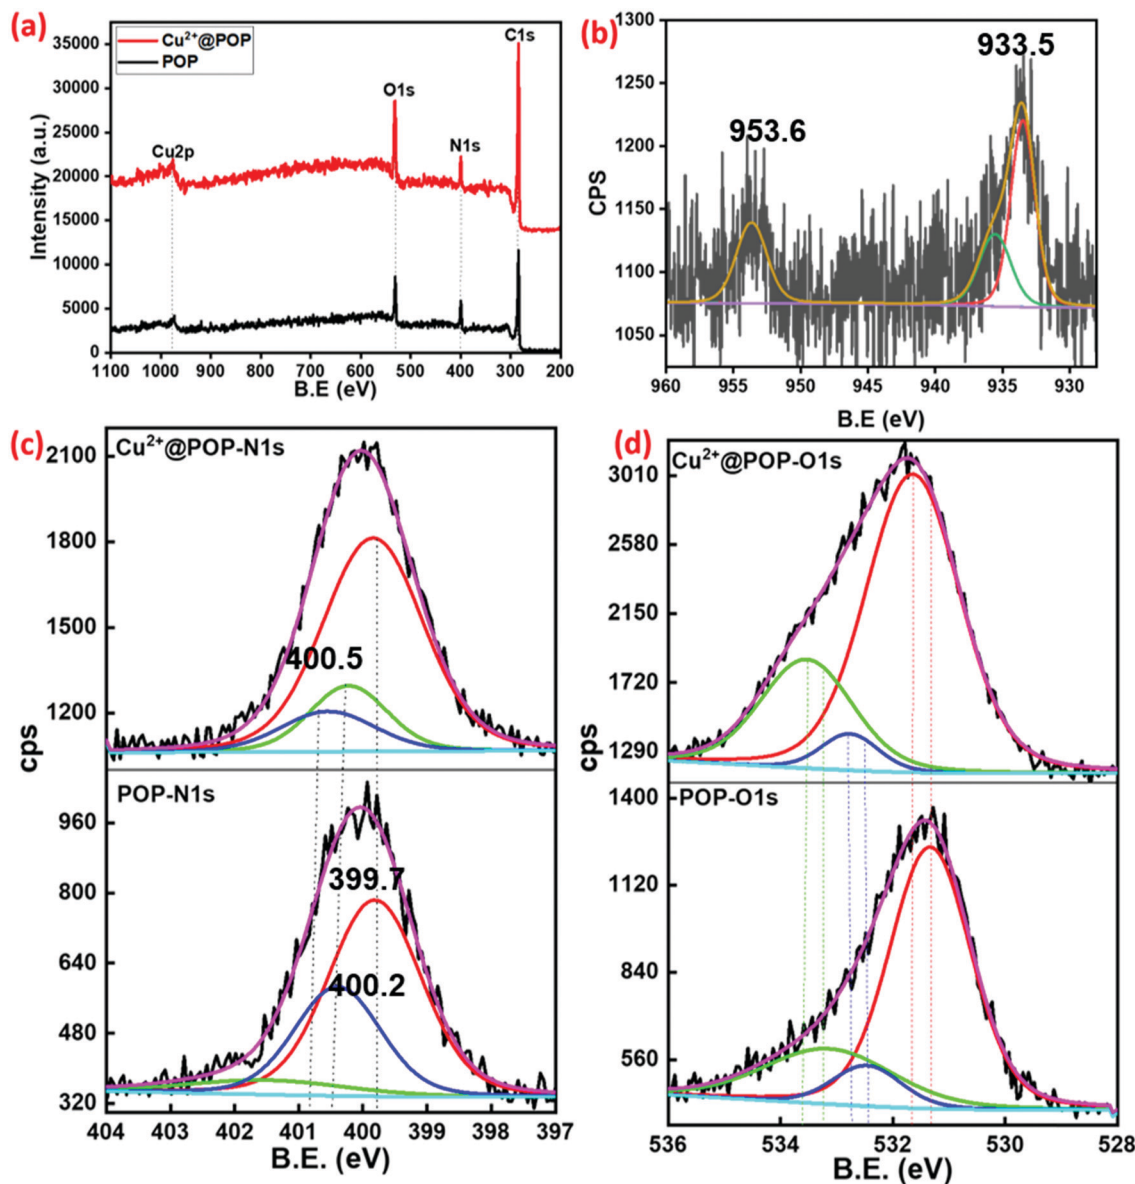 (a)
Cu²⁺@POP
POP
C1s
O1s
N1s
Cu2p
35000
30000
25000
20000
15000
10000
5000
0
Intensity (a.u.)
1100 1000 900 800 700 600 500 400 300 200
B.E (eV)
(b)
933.5
953.6
1300
1250
1200
1150
1100
1050
CPS
960 955 950 945 940 935 930
B.E (eV)
(c)
Cu²⁺@POP-N1s
2100
1800
1500
1200
400.5
cps
POP-N1s
960
800
640
480
320
399.7
400.2
404 403 402 401 400 399 398 397
B.E. (eV)
(d)
Cu²⁺@POP-O1s
3010
2580
2150
1720
1290
cps
POP-O1s
1400
1120
840
560
536 534 532 530 528
B.E. (eV)